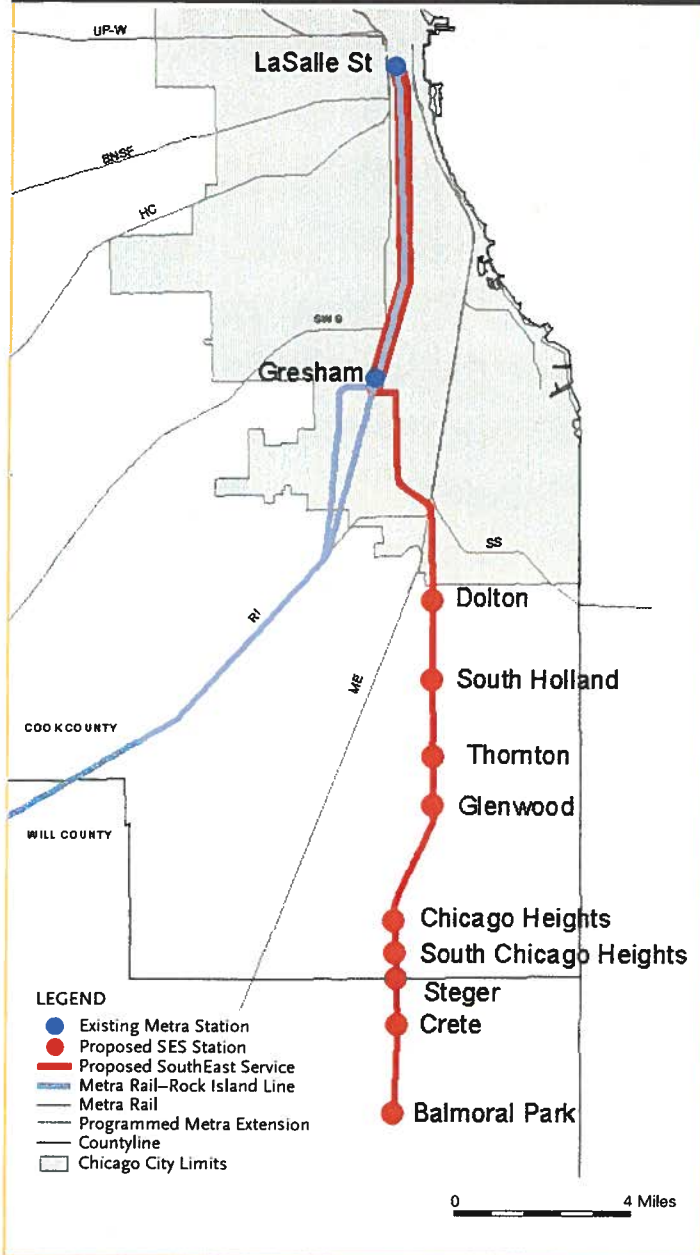 UP-W
LaSalle St
BNSF
HC
SWS
Gresham
SS
Dolton
RI
South Holland
ME
COOK COUNTY
Thornton
Glenwood
WILL COUNTY
Chicago Heights
South Chicago Heights
Steger
LEGEND
Existing Metra Station
Crete
Proposed SES Station
Proposed SouthEast Service
Metra Rail–Rock Island Line
Metra Rail
Balmoral Park
Programmed Metra Extension
Countyline
Chicago City Limits
0 4 Miles